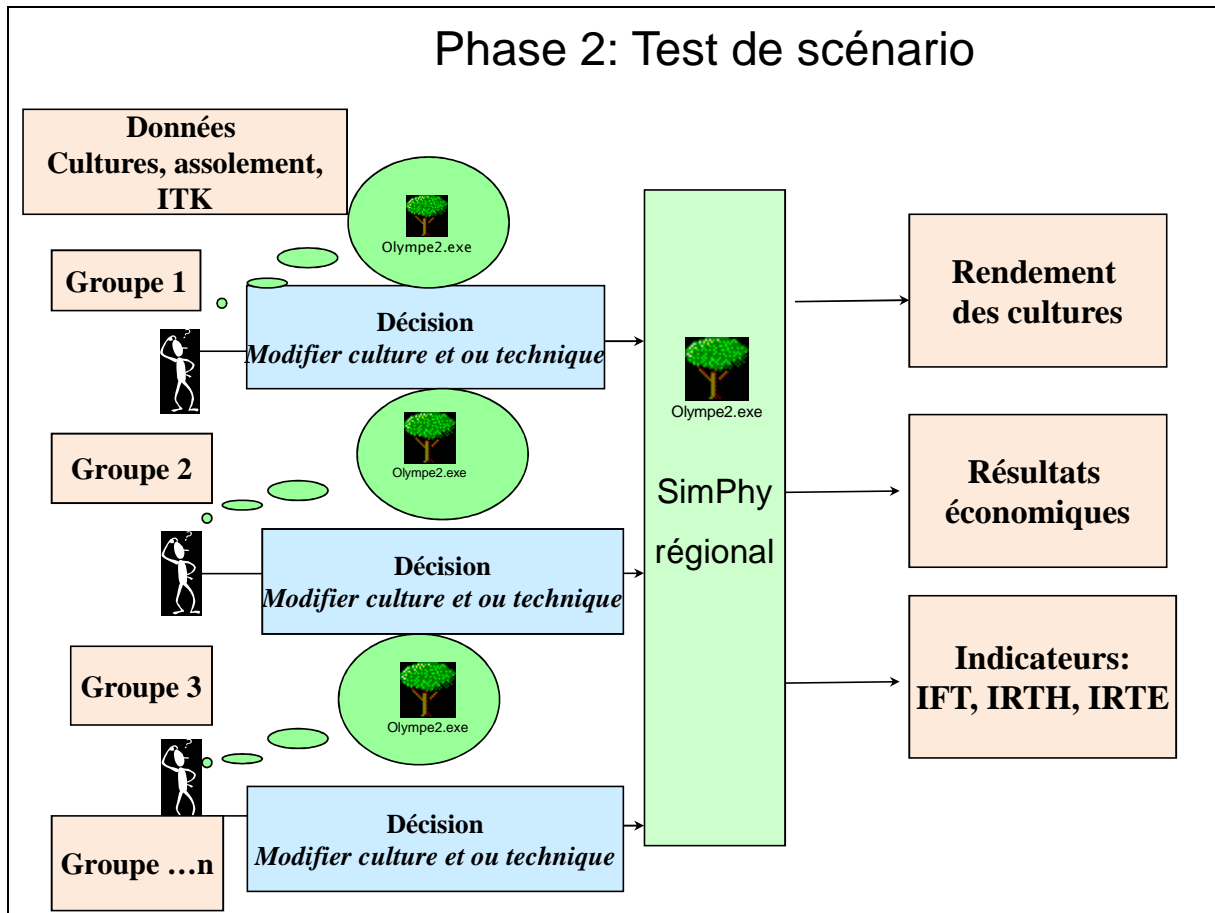 Phase 2: Test de scénario
Données
Cultures, assolement,
ITK
Olympe2.exe
Groupe 1
Décision
Modifier culture et ou technique
Olympe2.exe
Groupe 2
Décision
Modifier culture et ou technique
Olympe2.exe
Groupe 3
Décision
Modifier culture et ou technique
Groupe ...n
Olympe2.exe
SimPhy
régional
Rendement
des cultures
Résultats
économiques
Indicateurs:
IFT, IRTH, IRTE